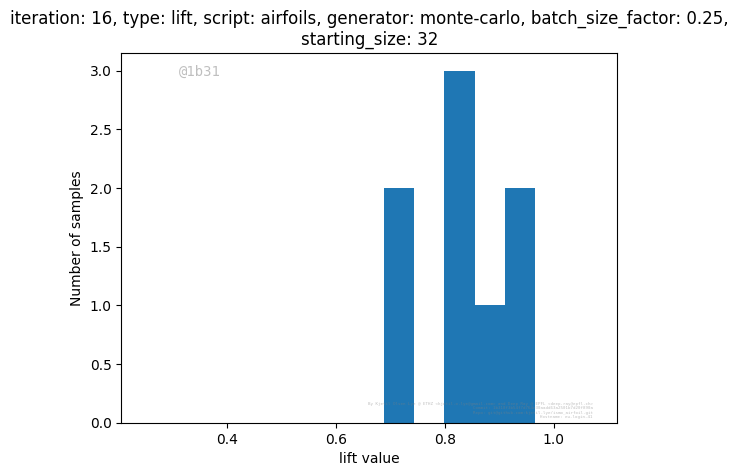 iteration: 16, type: lift, script: airfoils, generator: monte-carlo, batch_size_factor: 0.25,
starting_size: 32
@1b31
3.0
2.5
2.0
1.5
1.0
0.5
0.0
Number of samples
0.4
0.6
0.8
1.0
lift value